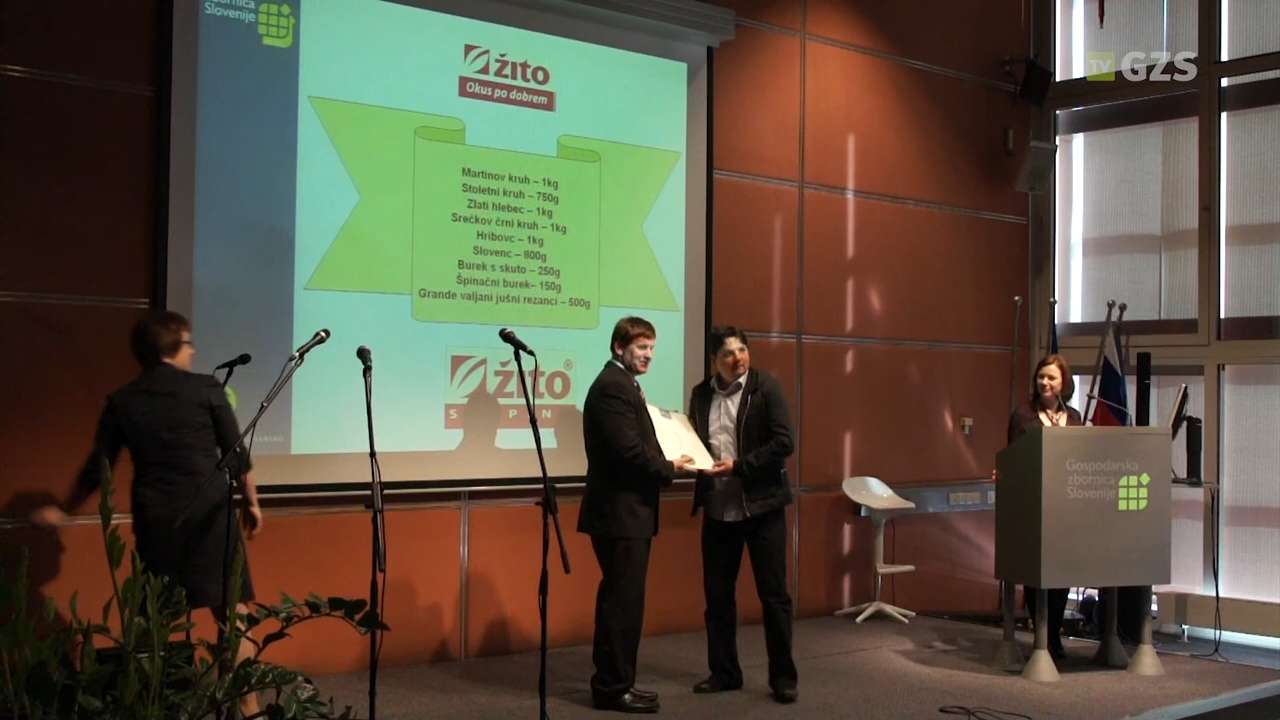 zbornica
Slovenije
TV GZS
žito
Okus po dobrem
Martinov kruh – 1kg
Stoletni kruh – 750g
Zlati hlebec – 1kg
Srečkov črni kruh – 1kg
Hribovc – 1kg
Slovenc – 800g
Burek s skuto – 250g
Špinačni burek– 150g
Grande valjani jušni rezanci – 500g
žito®
Gospodarska
zbornica
Slovenije